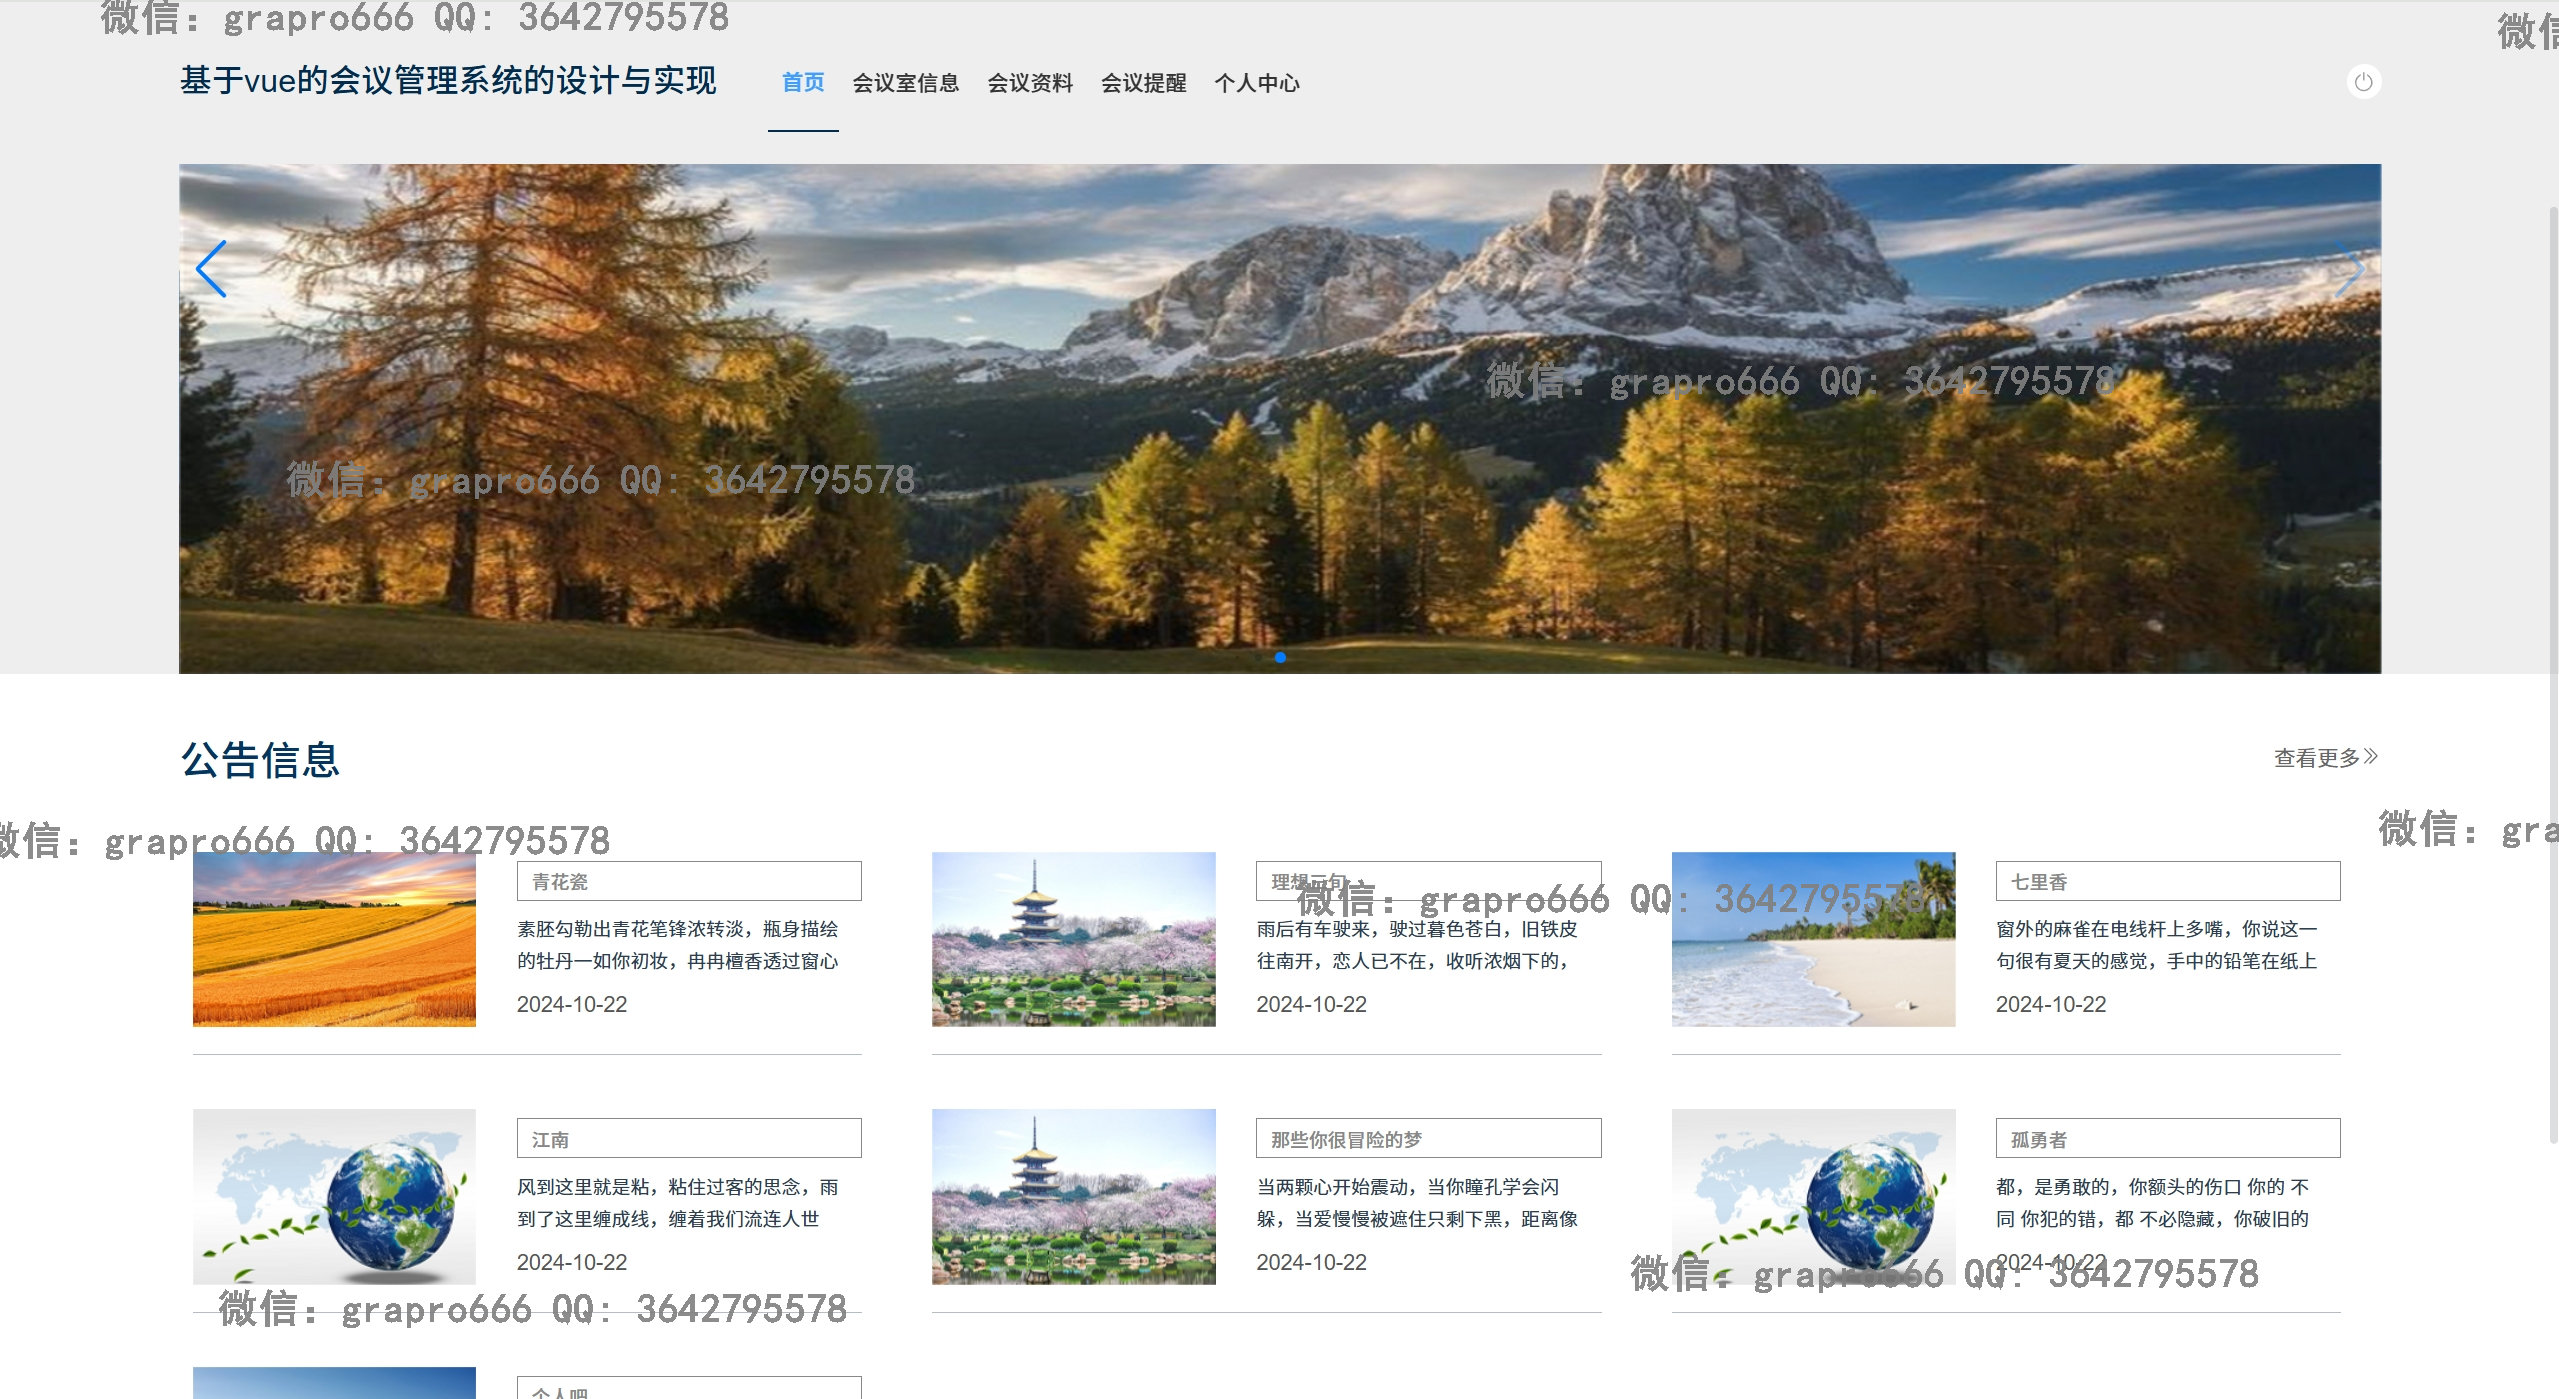 微信：grapro666 QQ: 3642795578
微信
基于vue的会议管理系统的设计与实现
首页
会议室信息
会议资料
会议提醒
个人中心
微信：grapro666 QQ: 3642795578
微信：grapro666 QQ: 3642795578
公告信息
查看更多
微信：grapro666 QQ: 3642795578
微信：gra
青花瓷
素胚勾勒出青花笔锋浓转淡，瓶身描绘
的牡丹一如你初妆，冉冉檀香透过窗心
2024-10-22
理想三旬
微信：grapro666 QQ: 3642795578
雨后有车驶来，驶过暮色苍白，旧铁皮
往南开，恋人已不在，收听浓烟下的，
2024-10-22
七里香
窗外的麻雀在电线杆上多嘴，你说这一
句很有夏天的感觉，手中的铅笔在纸上
2024-10-22
江南
风到这里就是粘，粘住过客的思念，雨
到了这里缠成线，缠着我们流连人世
2024-10-22
那些你很冒险的梦
当两颗心开始震动，当你瞳孔学会闪
躲，当爱慢慢被遮住只剩下黑，距离像
2024-10-22
孤勇者
都，是勇敢的，你额头的伤口 你的 不
同 你犯的错，都 不必隐藏，你破旧的
2024-10-22
微信：grapro666 QQ: 3642795578
微信：grapro666 QQ: 3642795578
个人吧